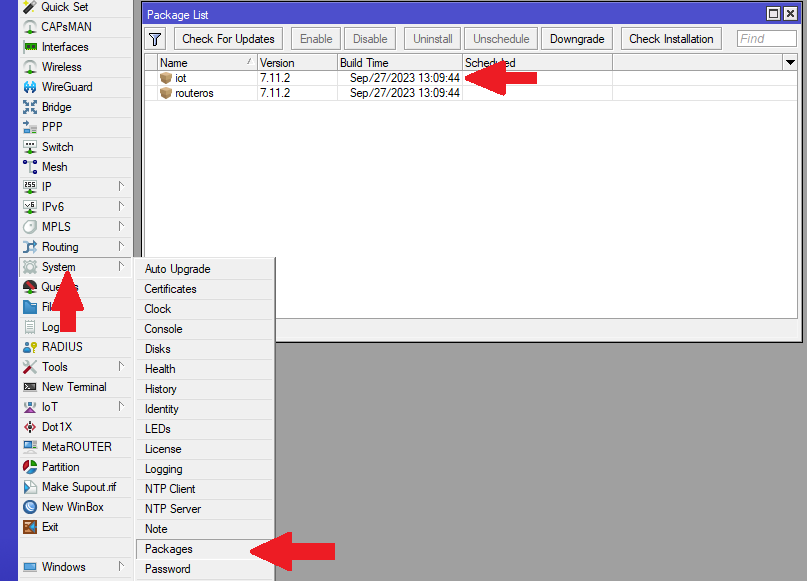 Quick Set
CAPsMAN
Interfaces
Wireless
WireGuard
Bridge
PPP
Switch
Mesh
IP
IPv6
MPLS
Routing
System
Queues
Files
Log
RADIUS
Tools
New Terminal
IoT
Dot1X
MetaROUTER
Partition
Make Supout.rif
New WinBox
Exit
Windows
Auto Upgrade
Certificates
Clock
Console
Disks
Health
History
Identity
LEDs
License
Logging
NTP Client
NTP Server
Note
Packages
Password
Package List
Check For Updates Enable Disable Uninstall Unschedule Downgrade Check Installation Find
Name Version Build Time Scheduled
iot 7.11.2 Sep/27/2023 13:09:44
routeros 7.11.2 Sep/27/2023 13:09:44